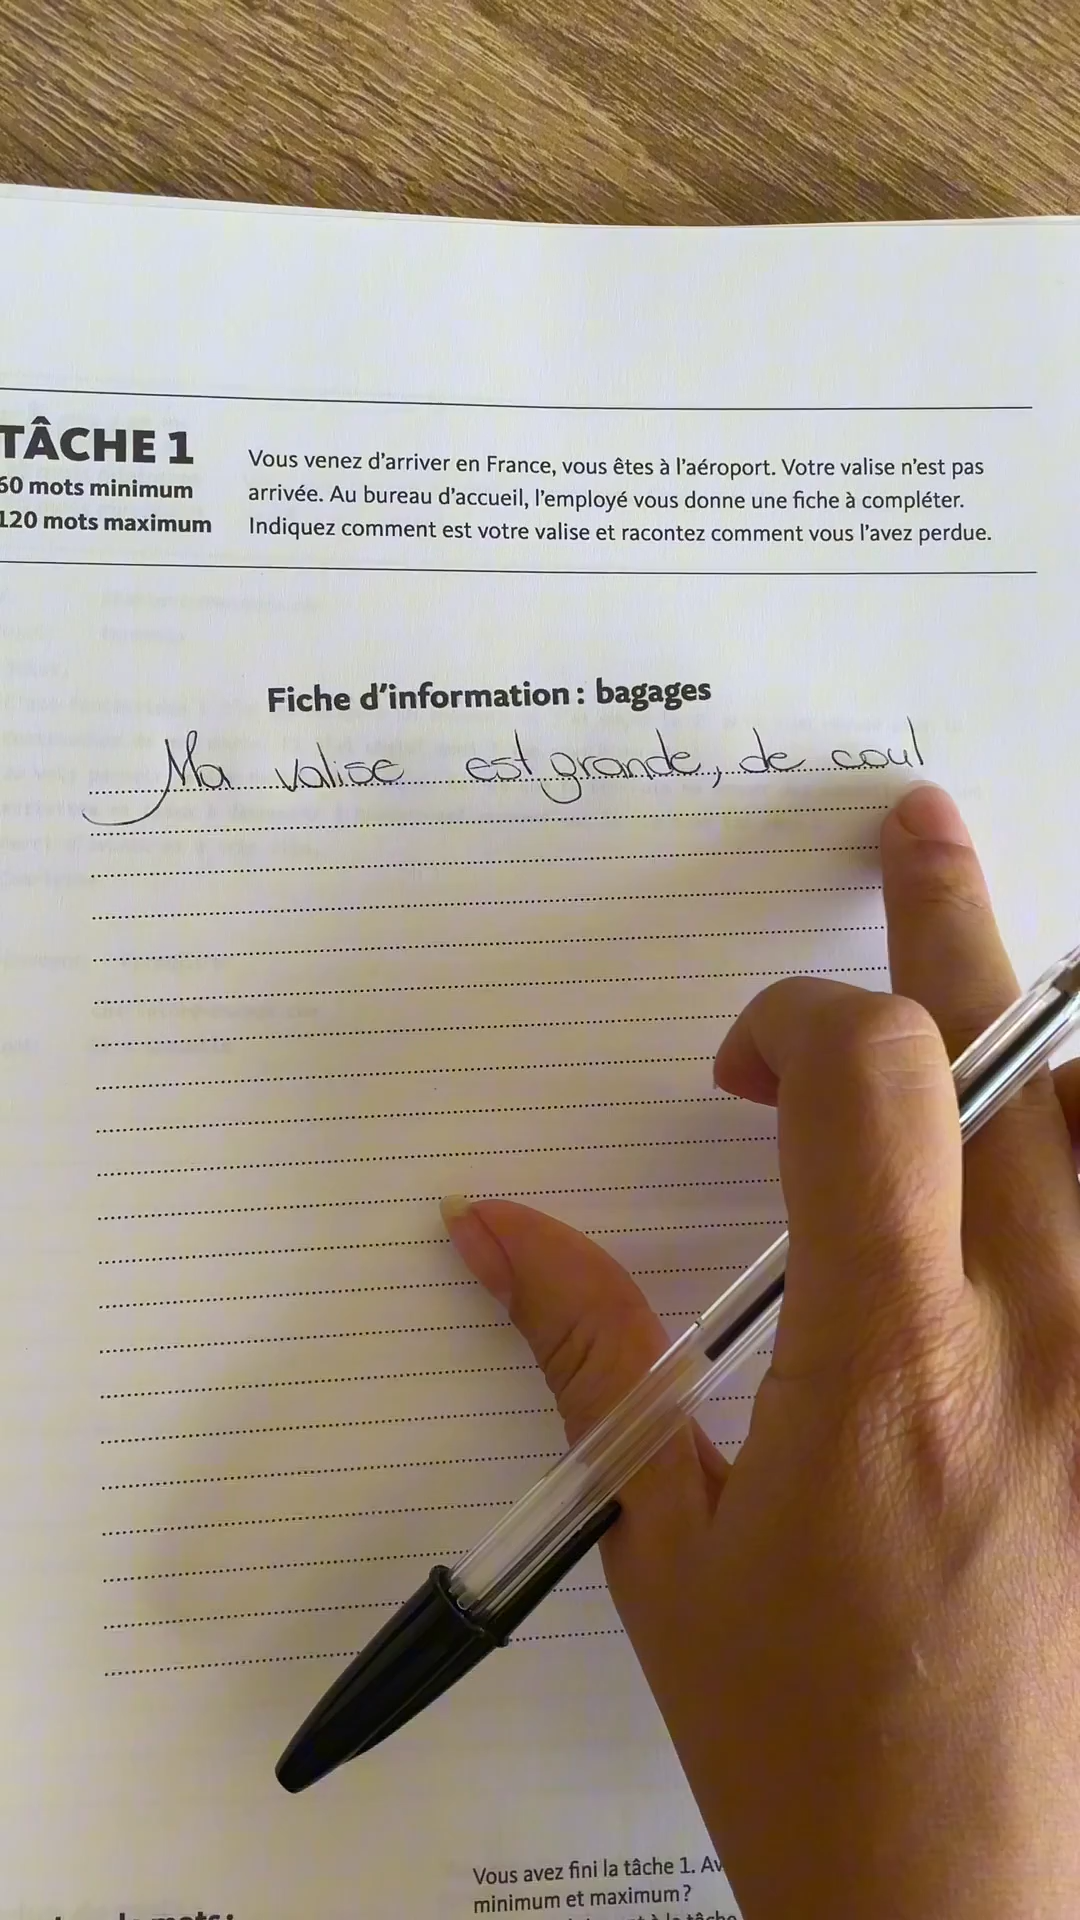 TÂCHE 1
60 mots minimum
120 mots maximum
Vous venez d'arriver en France, vous êtes à l'aéroport. Votre valise n'est pas
arrivée. Au bureau d'accueil, l'employé vous donne une fiche à compléter.
Indiquez comment est votre valise et racontez comment vous l'avez perdue.
Fiche d'information : bagages
Ma valise est grande, de coul
Vous avez fini la tâche 1.
minimum et maximum ?